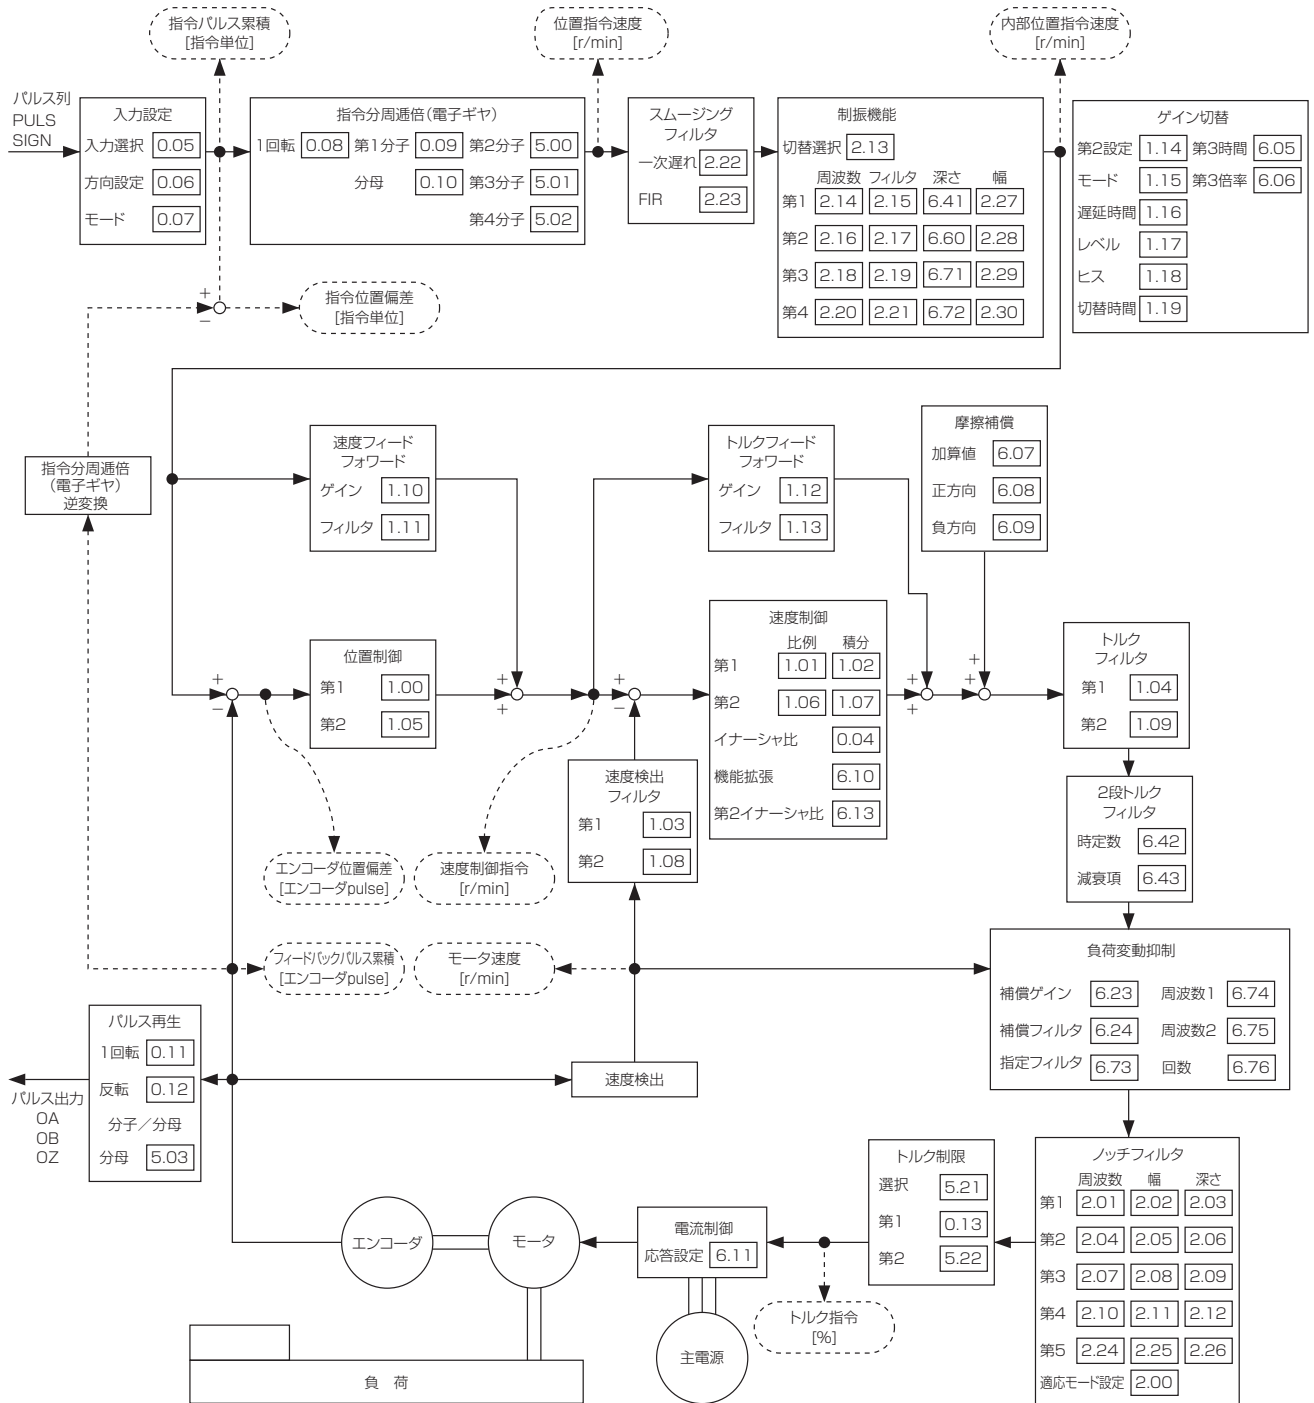 指令パルス累積
[指令単位]
位置指令速度
[r/min]
内部位置指令速度
[r/min]
パルス列
PULS
SIGN
入力設定
入力選択 0.05
方向設定 0.06
モード 0.07
指令分周逓倍(電子ギヤ)
1回転 0.08 第1分子 0.09 第2分子 5.00
分母 0.10 第3分子 5.01
第4分子 5.02
スムージング
フィルタ
一次遅れ 2.22
FIR 2.23
制振機能
切替選択 2.13
周波数 フィルタ 深さ 幅
第1 2.14 2.15 6.41 2.27
第2 2.16 2.17 6.60 2.28
第3 2.18 2.19 6.71 2.29
第4 2.20 2.21 6.72 2.30
ゲイン切替
第2設定 1.14 第3時間 6.05
モード 1.15 第3倍率 6.06
遅延時間 1.16
レベル 1.17
ヒス 1.18
切替時間 1.19
+
−
指令位置偏差
[指令単位]
指令分周逓倍
(電子ギヤ)
逆変換
速度フィード
フォワード
ゲイン 1.10
フィルタ 1.11
トルクフィード
フォワード
ゲイン 1.12
フィルタ 1.13
摩擦補償
加算値 6.07
正方向 6.08
負方向 6.09
+
−
位置制御
第1 1.00
第2 1.05
+
+
+
−
速度制御
比例 積分
第1 1.01 1.02
第2 1.06 1.07
イナーシャ比 0.04
機能拡張 6.10
第2イナーシャ比 6.13
+
+
+
+
トルク
フィルタ
第1 1.04
第2 1.09
速度検出
フィルタ
第1 1.03
第2 1.08
2段トルク
フィルタ
時定数 6.42
減衰項 6.43
エンコーダ位置偏差
[エンコーダpulse]
速度制御指令
[r/min]
フィードバックパルス累積
[エンコーダpulse]
モータ速度
[r/min]
負荷変動抑制
補償ゲイン 6.23 周波数1 6.74
補償フィルタ 6.24 周波数2 6.75
指定フィルタ 6.73 回数 6.76
パルス再生
1回転 0.11
反転 0.12
分子／分母
分母 5.03
パルス出力
OA
OB
OZ
速度検出
ノッチフィルタ
周波数 幅 深さ
第1 2.01 2.02 2.03
第2 2.04 2.05 2.06
第3 2.07 2.08 2.09
第4 2.10 2.11 2.12
第5 2.24 2.25 2.26
適応モード設定 2.00
トルク制限
選択 5.21
第1 0.13
第2 5.22
電流制御
応答設定 6.11
エンコーダ
モータ
トルク指令
[%]
主電源
負 荷